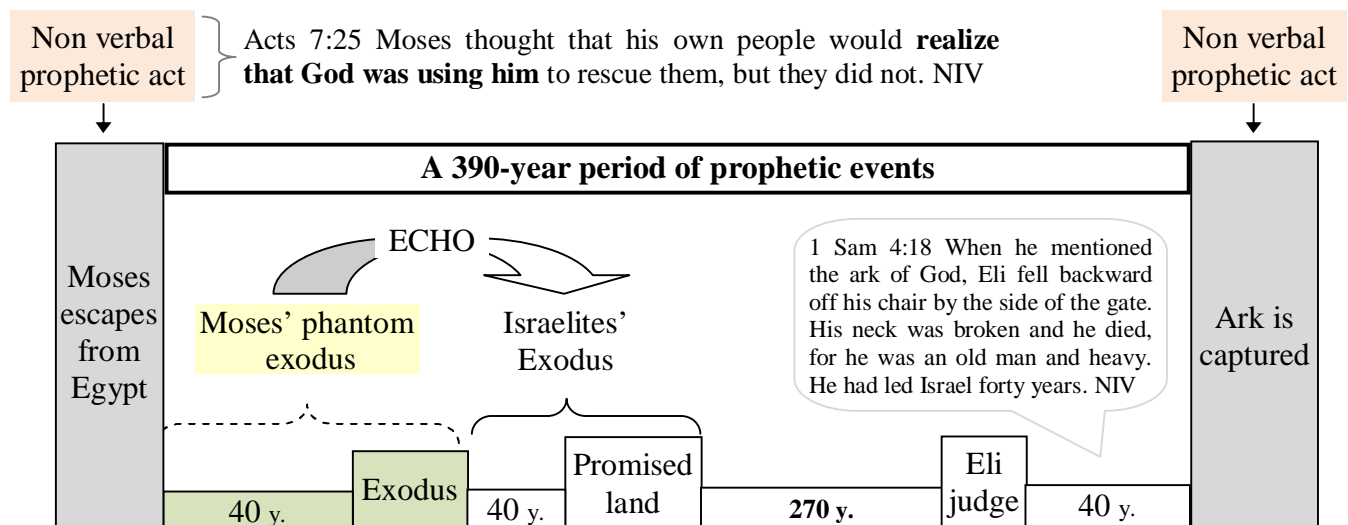 Non verbal
prophetic act
Acts 7:25 Moses thought that his own people would realize
that God was using him to rescue them, but they did not. NIV
Non verbal
prophetic act
A 390-year period of prophetic events
Moses
escapes
from
Egypt
ECHO
Moses’ phantom
exodus
Israelites’
Exodus
1 Sam 4:18 When he mentioned
the ark of God, Eli fell backward
off his chair by the side of the gate.
His neck was broken and he died,
for he was an old man and heavy.
He had led Israel forty years. NIV
Ark is
captured
40 y.
Exodus
40 y.
Promised
land
270 y.
Eli
judge
40 y.